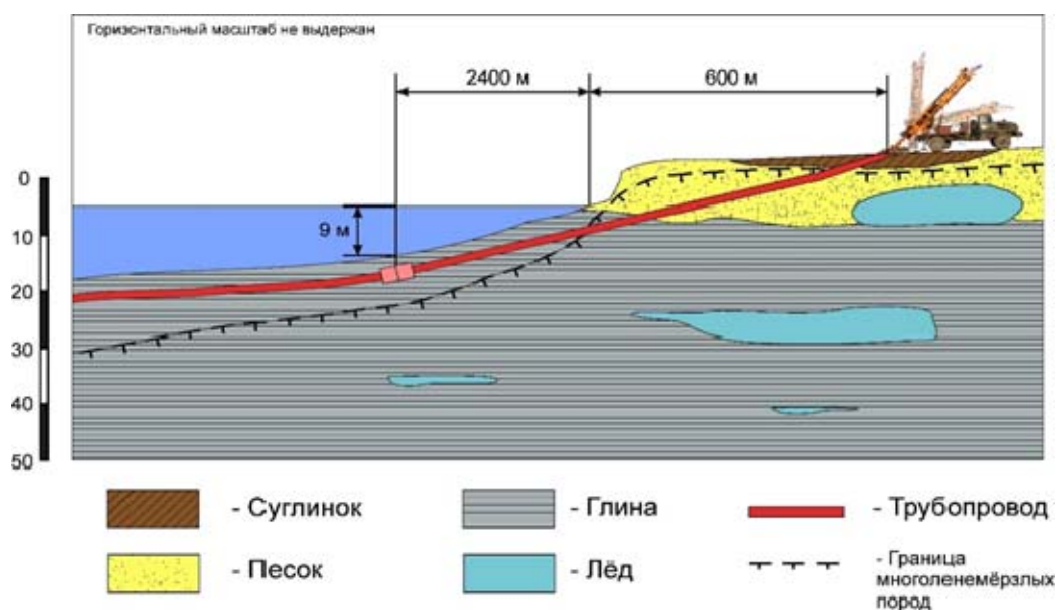 Горизонтальный масштаб не выдержан
2400 м
600 м
0
9 м
10
20
30
40
50
- Суглинок
- Глина
- Трубопровод
- Песок
- Лёд
- Граница
многоленемёрзлых
пород